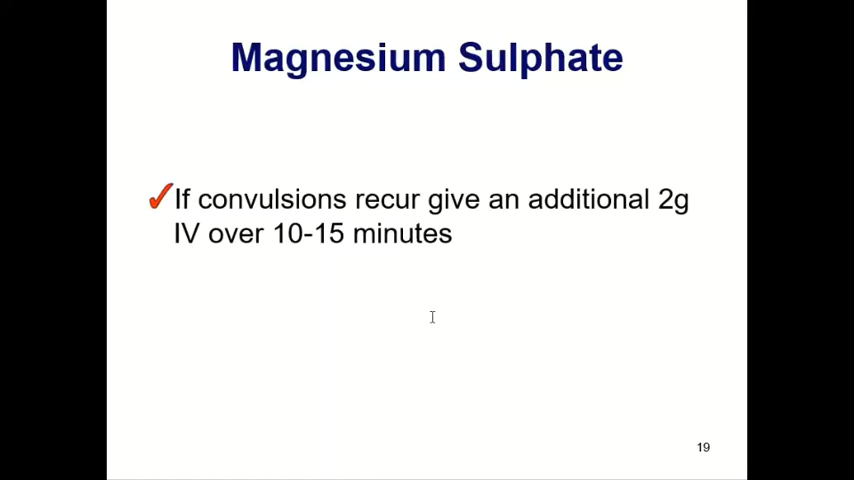 Magnesium Sulphate
✓If convulsions recur give an additional 2g
IV over 10-15 minutes
19